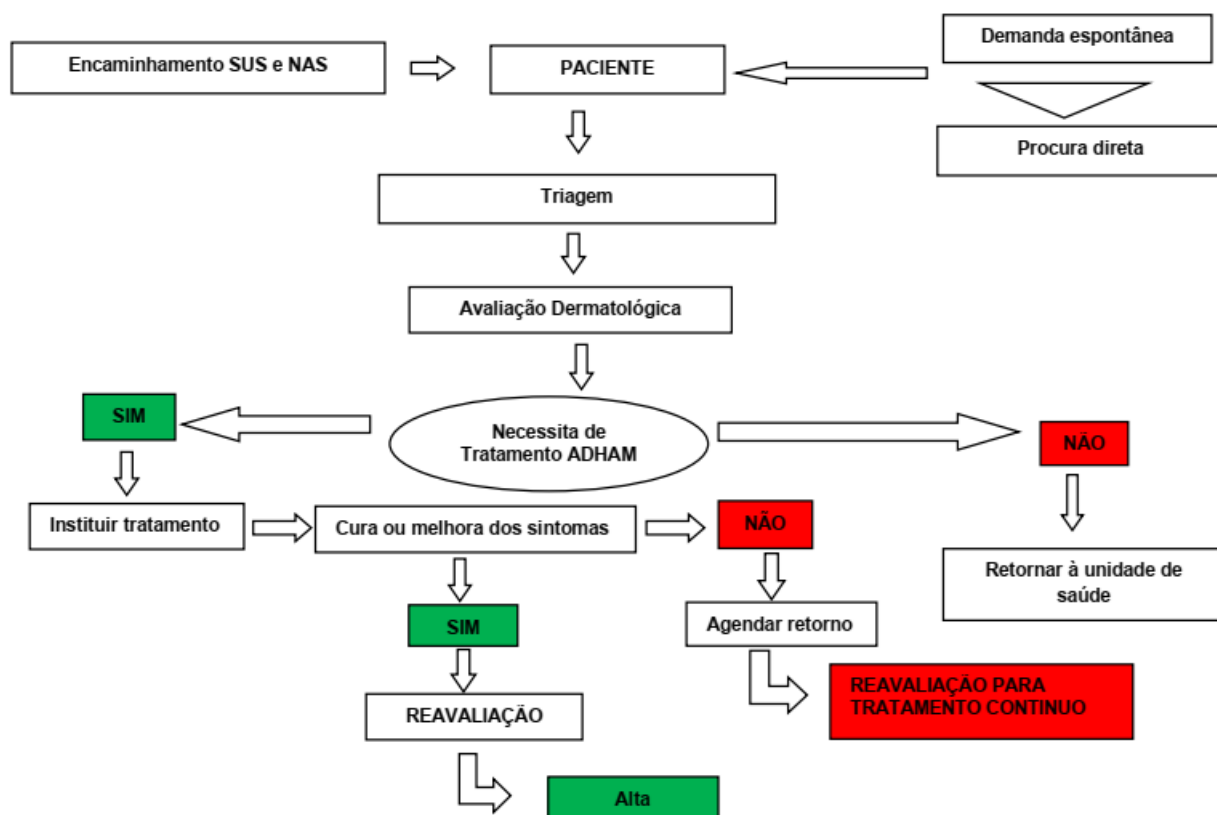 Demanda espontânea
Encaminhamento SUS e NAS
PACIENTE
Procura direta
Triagem
Avaliação Dermatológica
SIM
Necessita de
Tratamento ADHAM
NÃO
Instituir tratamento
Cura ou melhora dos sintomas
NÃO
Retornar à unidade de
saúde
SIM
Agendar retorno
REAVALIAÇÃO
REAVALIAÇÃO PARA
TRATAMENTO CONTINUO
Alta